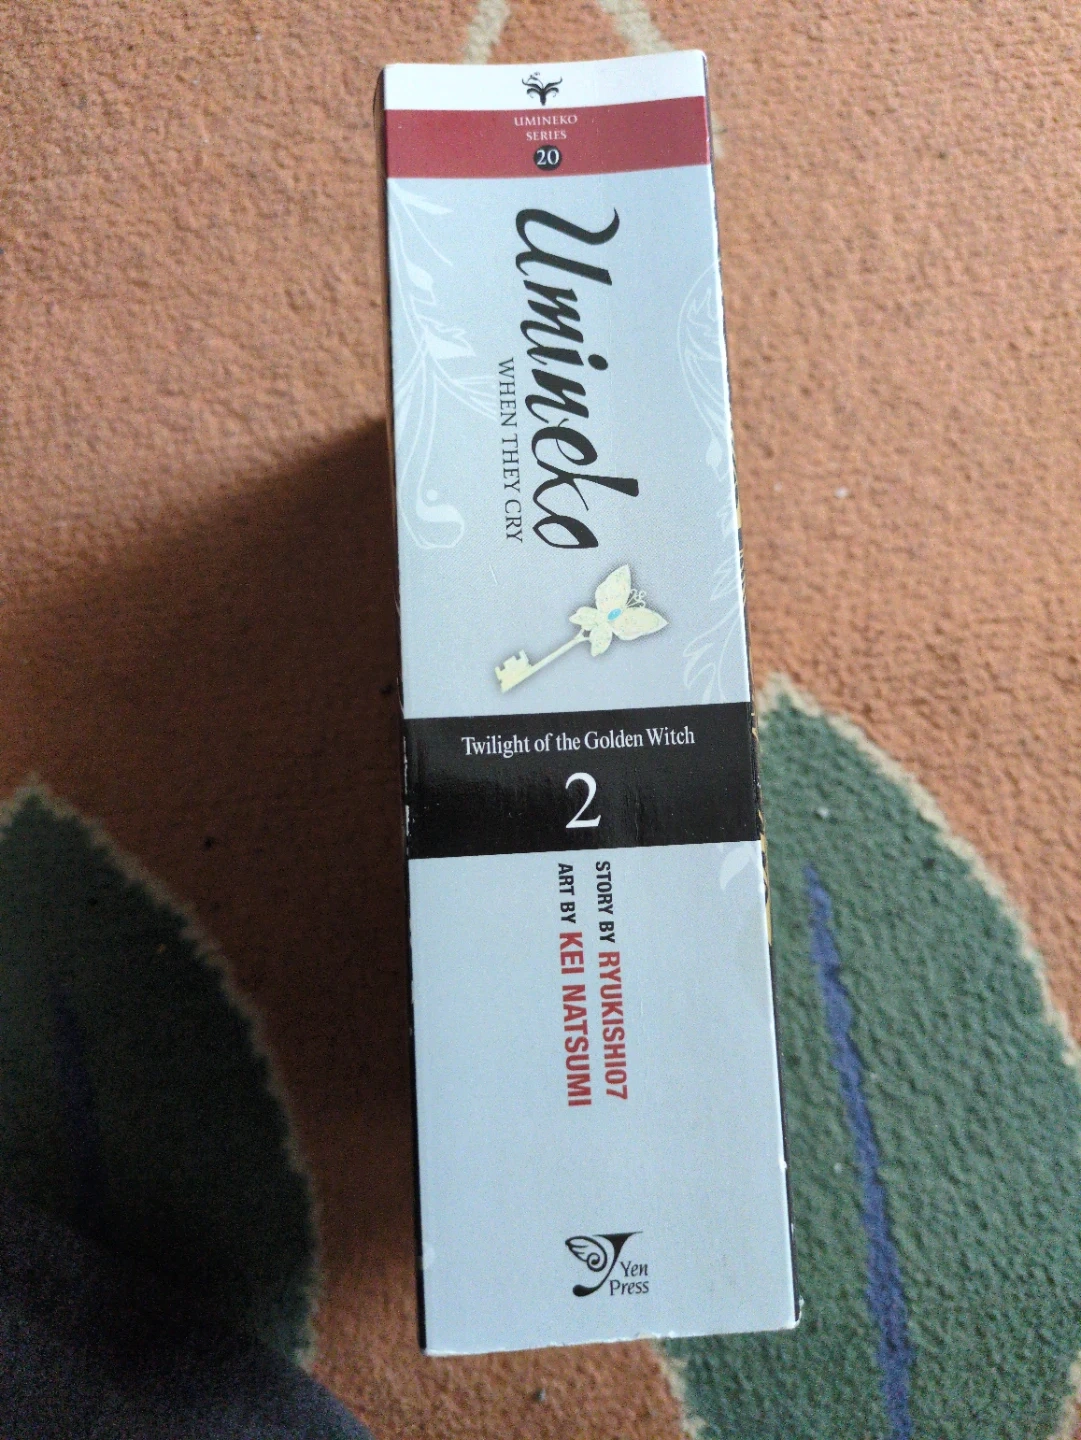 UMINEKO
SERIES
20
Umineko
WHEN THEY CRY
Twilight of the Golden Witch
2
STORY BY RYUKISHI07
ART BY KEI NATSUMI
Yen
Press